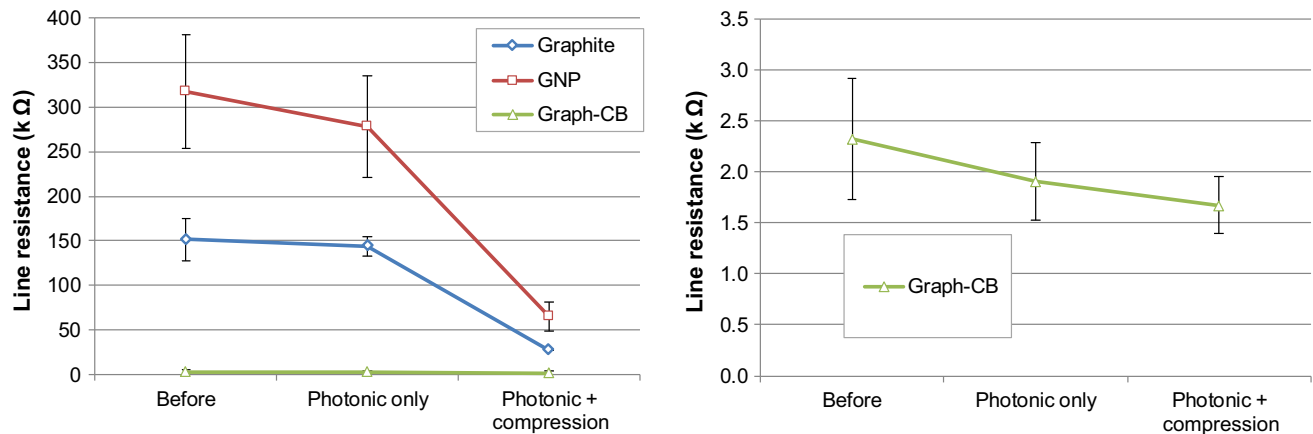 Line resistance (k Ω)
400
350
300
250
200
150
100
50
0
Graphite
GNP
Graph-CB
Before
Photonic only
Photonic +
compression
Line resistance (k Ω)
3.5
3.0
2.5
2.0
1.5
1.0
0.5
0.0
Graph-CB
Before
Photonic only
Photonic +
compression